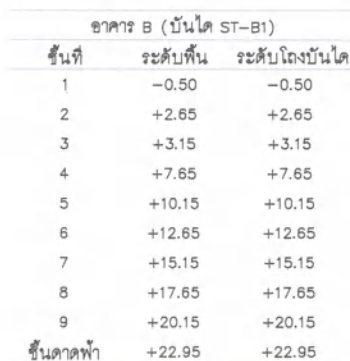 อาคาร B (บันได ST-B1)
ชั้นที่ ระดับพื้น ระดับโถงบันได
1 -0.50 -0.50
2 +2.65 +2.65
3 +3.15 +3.15
4 +7.65 +7.65
5 +10.15 +10.15
6 +12.65 +12.65
7 +15.15 +15.15
8 +17.65 +17.65
9 +20.15 +20.15
ชั้นดาดฟ้า +22.95 +22.95